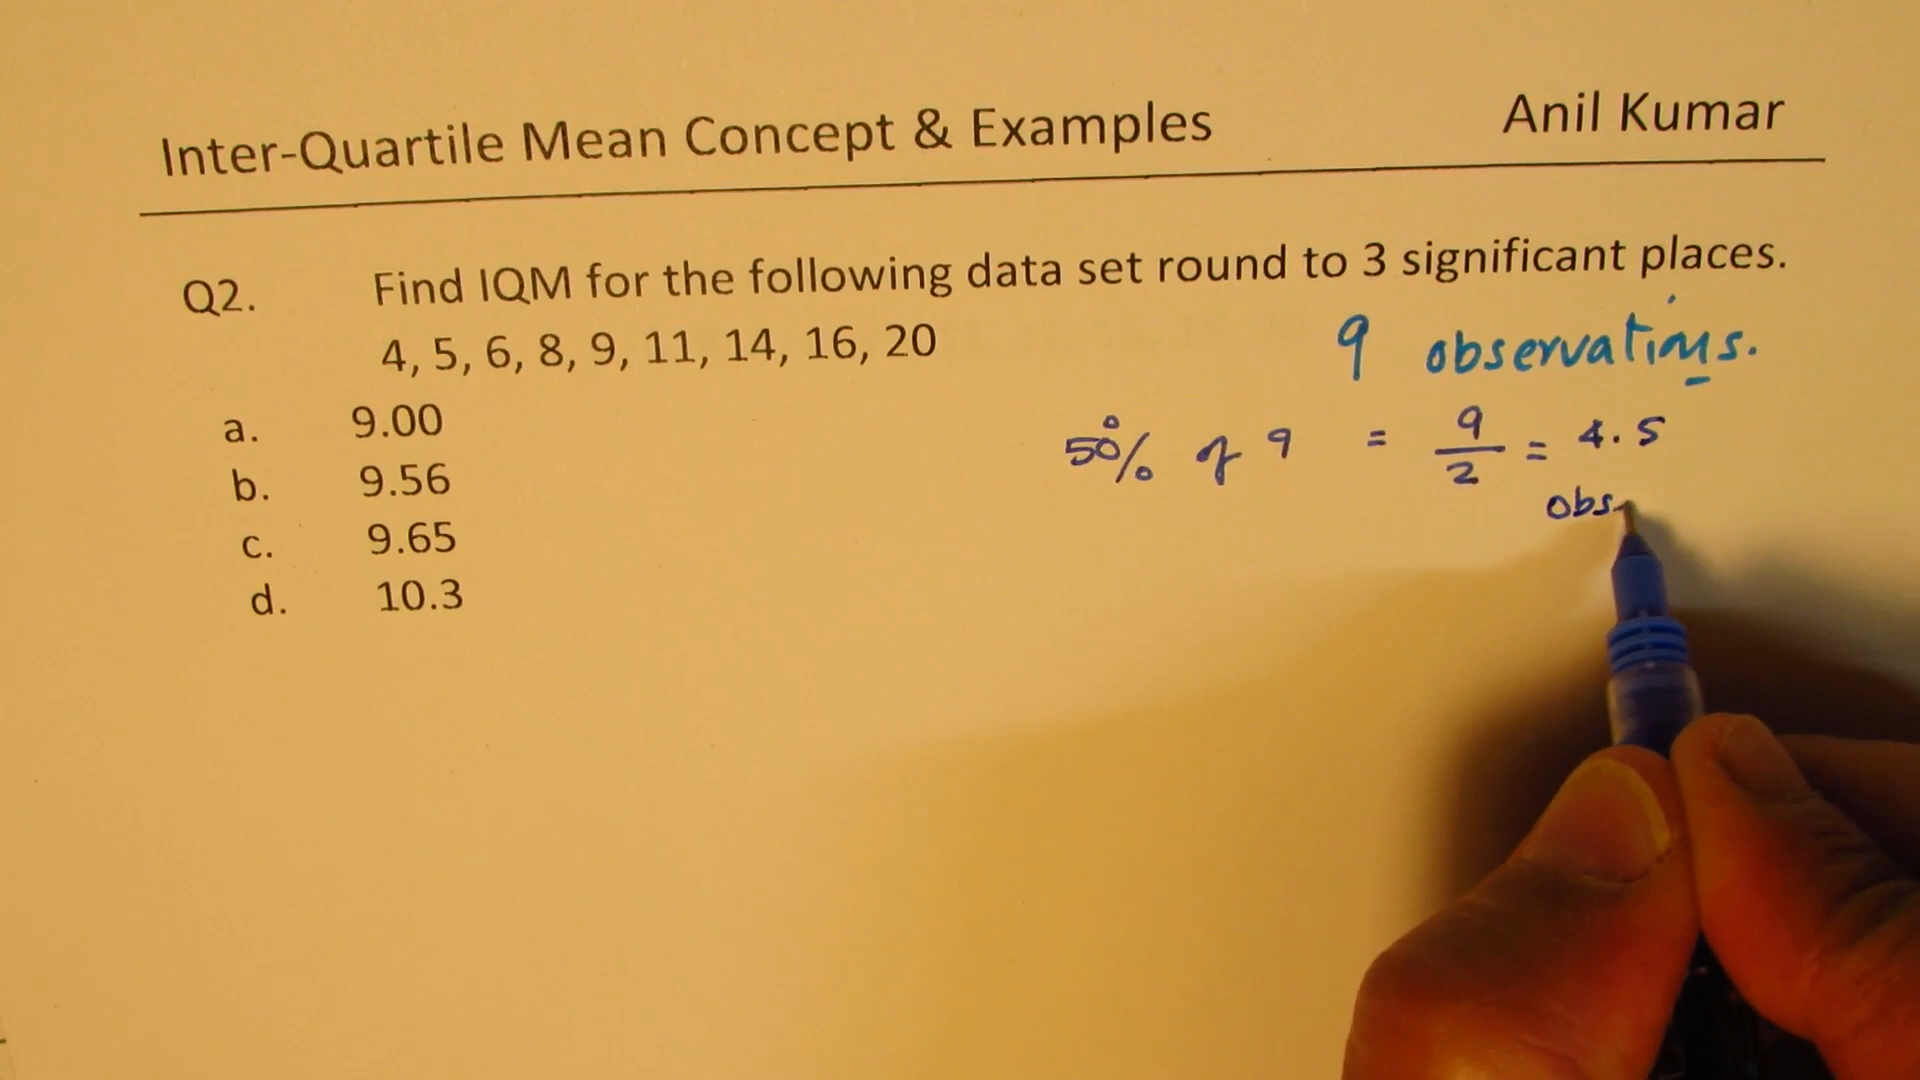 Inter-Quartile Mean Concept & Examples Anil Kumar
Q2. Find IQM for the following data set round to 3 significant places.
4, 5, 6, 8, 9, 11, 14, 16, 20
9 observations.
a. 9.00
50% of 9 = 9/2 = 4.5
b. 9.56
obs
c. 9.65
d. 10.3